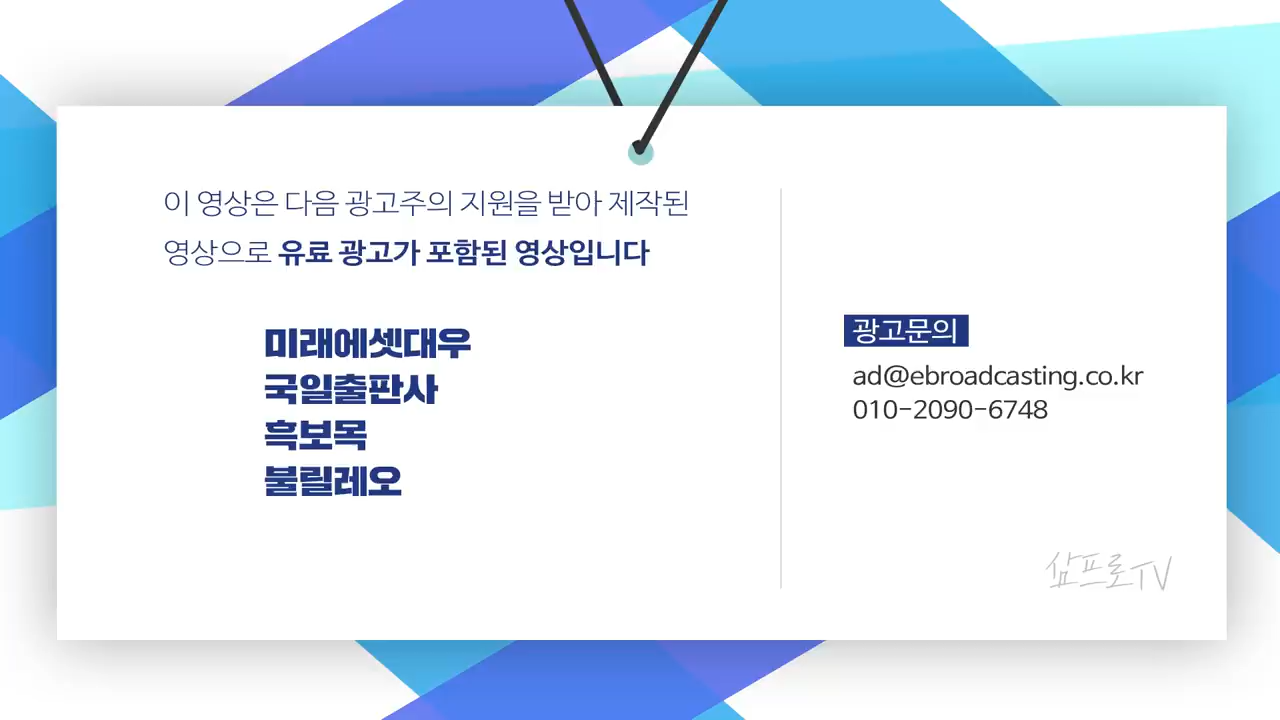 이 영상은 다음 광고주의 지원을 받아 제작된
영상으로 유료 광고가 포함된 영상입니다
미래에셋대우
국일출판사
흑보목
불릴레오
광고문의
ad@ebroadcasting.co.kr
010-2090-6748
삼프로TV